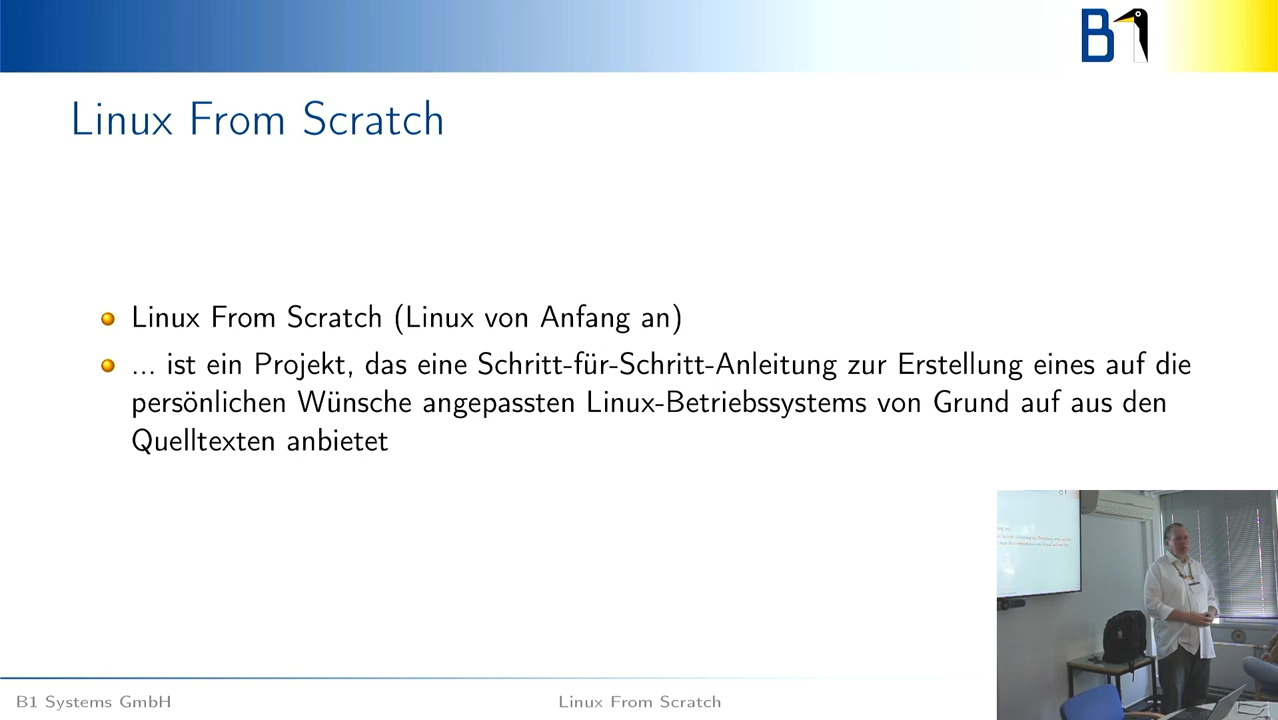 B1
Linux From Scratch
Linux From Scratch (Linux von Anfang an)
... ist ein Projekt, das eine Schritt-für-Schritt-Anleitung zur Erstellung eines auf die
persönlichen Wünsche angepassten Linux-Betriebssystems von Grund auf aus den
Quelltexten anbietet
B1 Systems GmbH
Linux From Scratch